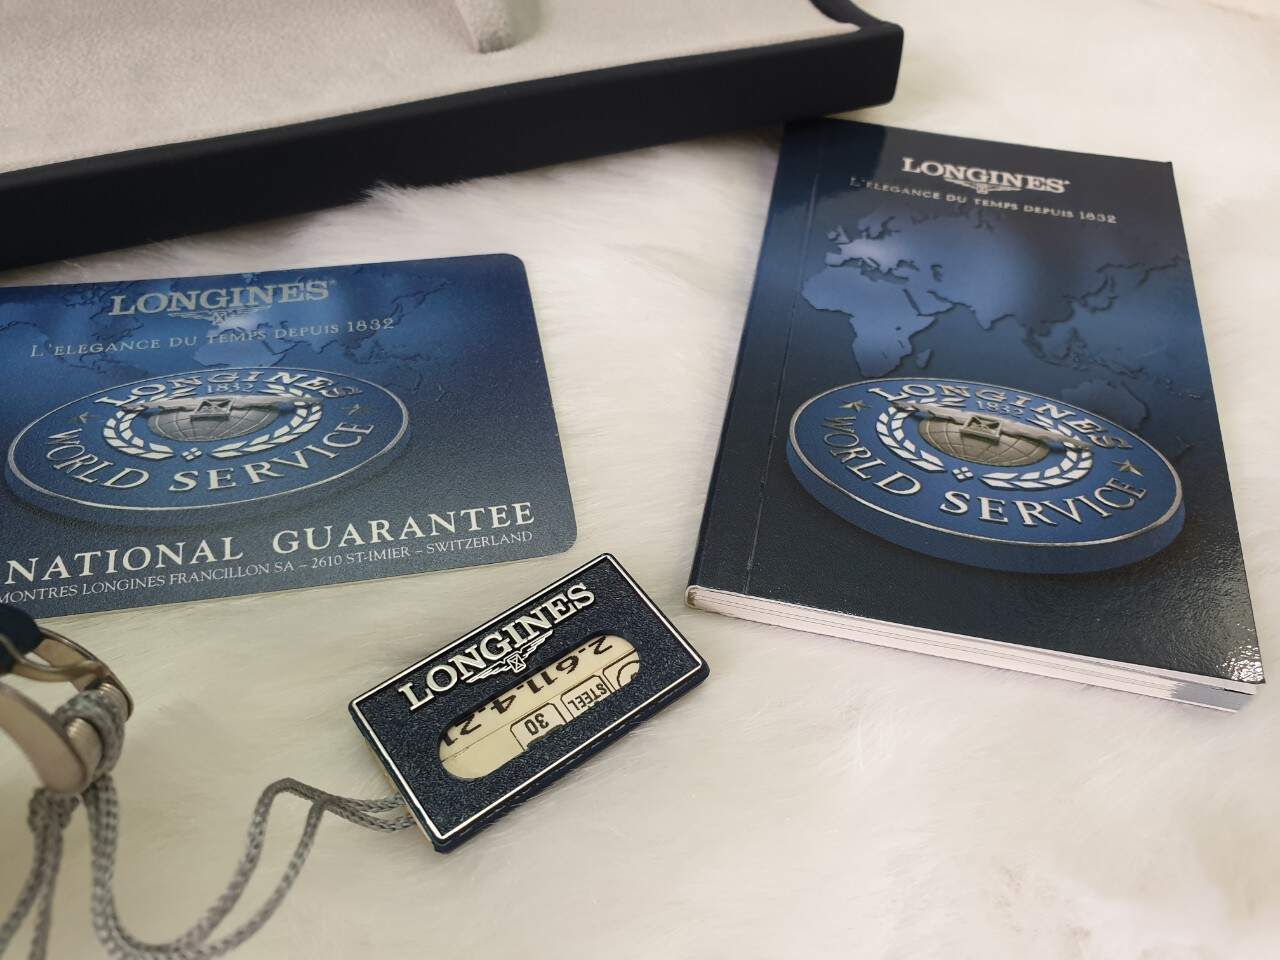 LONGINES
L'ELEGANCE DU TEMPS DEPUIS 1832
LONGINES
1832
WORLD SERVICE
NATIONAL GUARANTEE
MONTRES LONGINES FRANCILLON SA – 2610 ST-IMIER – SWITZERLAND
LONGINES
L'ELEGANCE DU TEMPS DEPUIS 1832
LONGINES
1832
WORLD SERVICE
LONGINES
2.611.4.21
30
STEEL